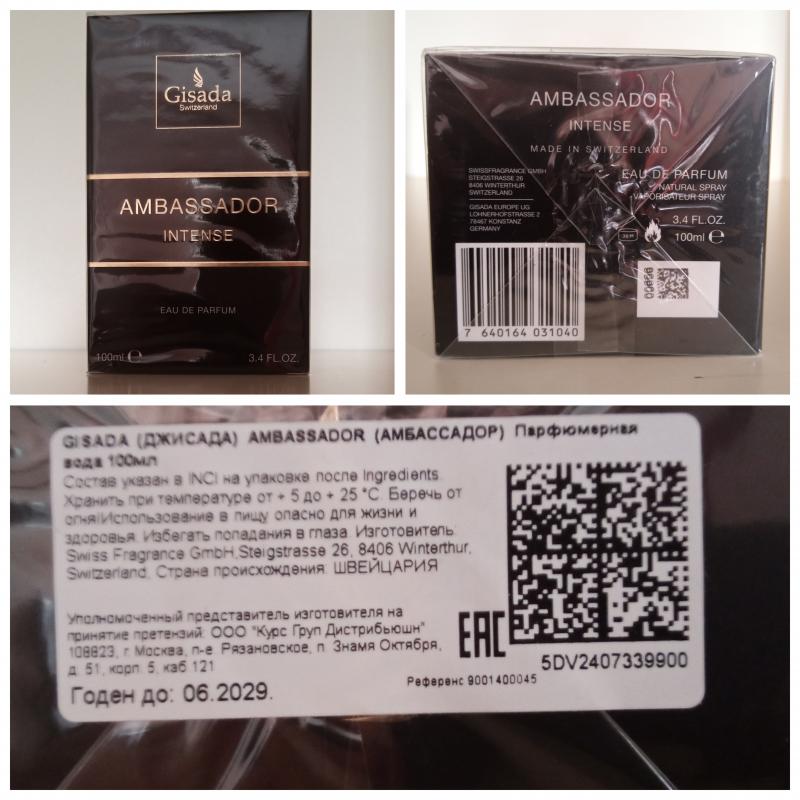 Gisada
Switzerland
AMBASSADOR
INTENSE
EAU DE PARFUM
100ml ℮ 3.4 FL.OZ.
AMBASSADOR
INTENSE
MADE IN SWITZERLAND
SWISSFRAGRANCE GMBH
STEIGSTRASSE 26
8406 WINTERTHUR
SWITZERLAND
GISADA EUROPE UG
LOHNERHOFSTRASSE 2
78467 KONSTANZ
GERMANY
EAU DE PARFUM
NATURAL SPRAY
VAPORISATEUR SPRAY
3.4 FL.OZ.
36M
100ml ℮
7 640164 031040
GISADA (ДЖИСАДА) AMBASSADOR (АМБАССАДОР) Парфюмерная
вода 100мл
Состав указан в INCI на упаковке после Ingredients.
Хранить при температуре от + 5 до + 25 °C. Беречь от
огня!Использование в пищу опасно для жизни и
здоровья. Избегать попадания в глаза. Изготовитель:
Swiss Fragrance GmbH,Steigstrasse 26, 8406 Winterthur,
Switzerland. Страна происхождения: ШВЕЙЦАРИЯ
Уполномоченный представитель изготовителя на
принятие претензий: ООО "Курс Груп Дистрибьюшн"
108823, г. Москва, п-е. Рязановское, п. Знамя Октября,
д. 51, корп. 5, каб 121
Годен до: 06.2029.
EAC
5DV2407339900
Референс 9001400045